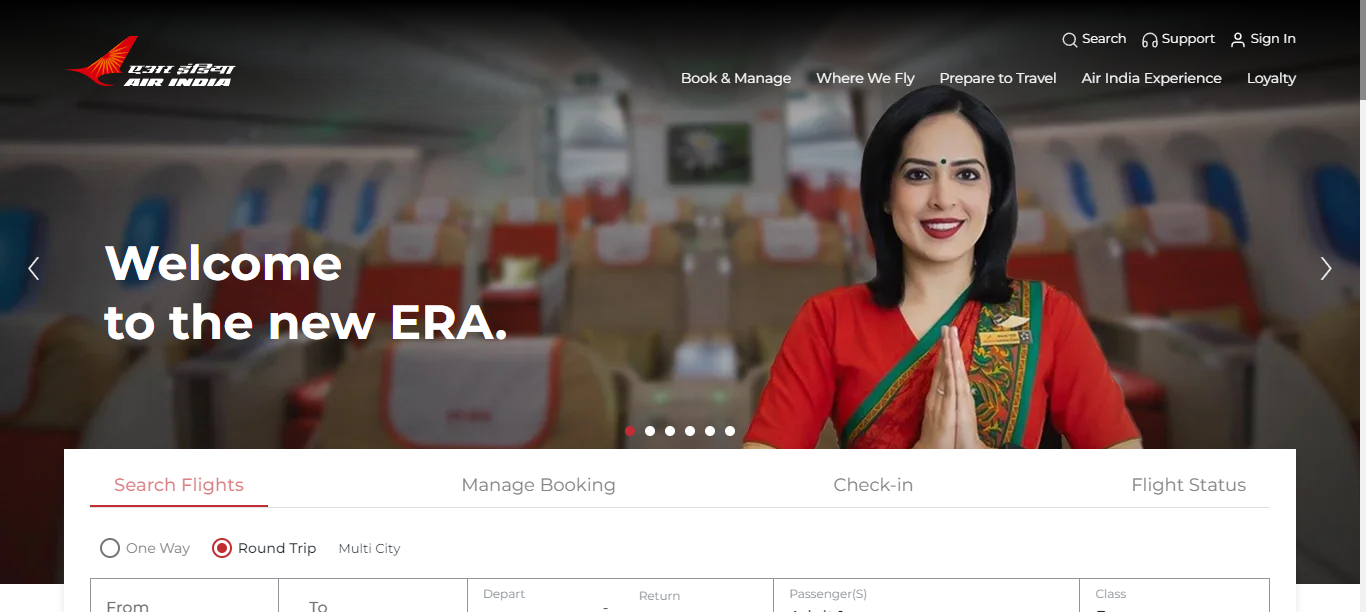 Search Support Sign In
एअर इंडिया
AIR INDIA
Book & Manage Where We Fly Prepare to Travel Air India Experience Loyalty
Welcome
to the new ERA.
Search Flights Manage Booking Check-in Flight Status
One Way Round Trip Multi City
Depart Return Passenger(S) Class
From To -